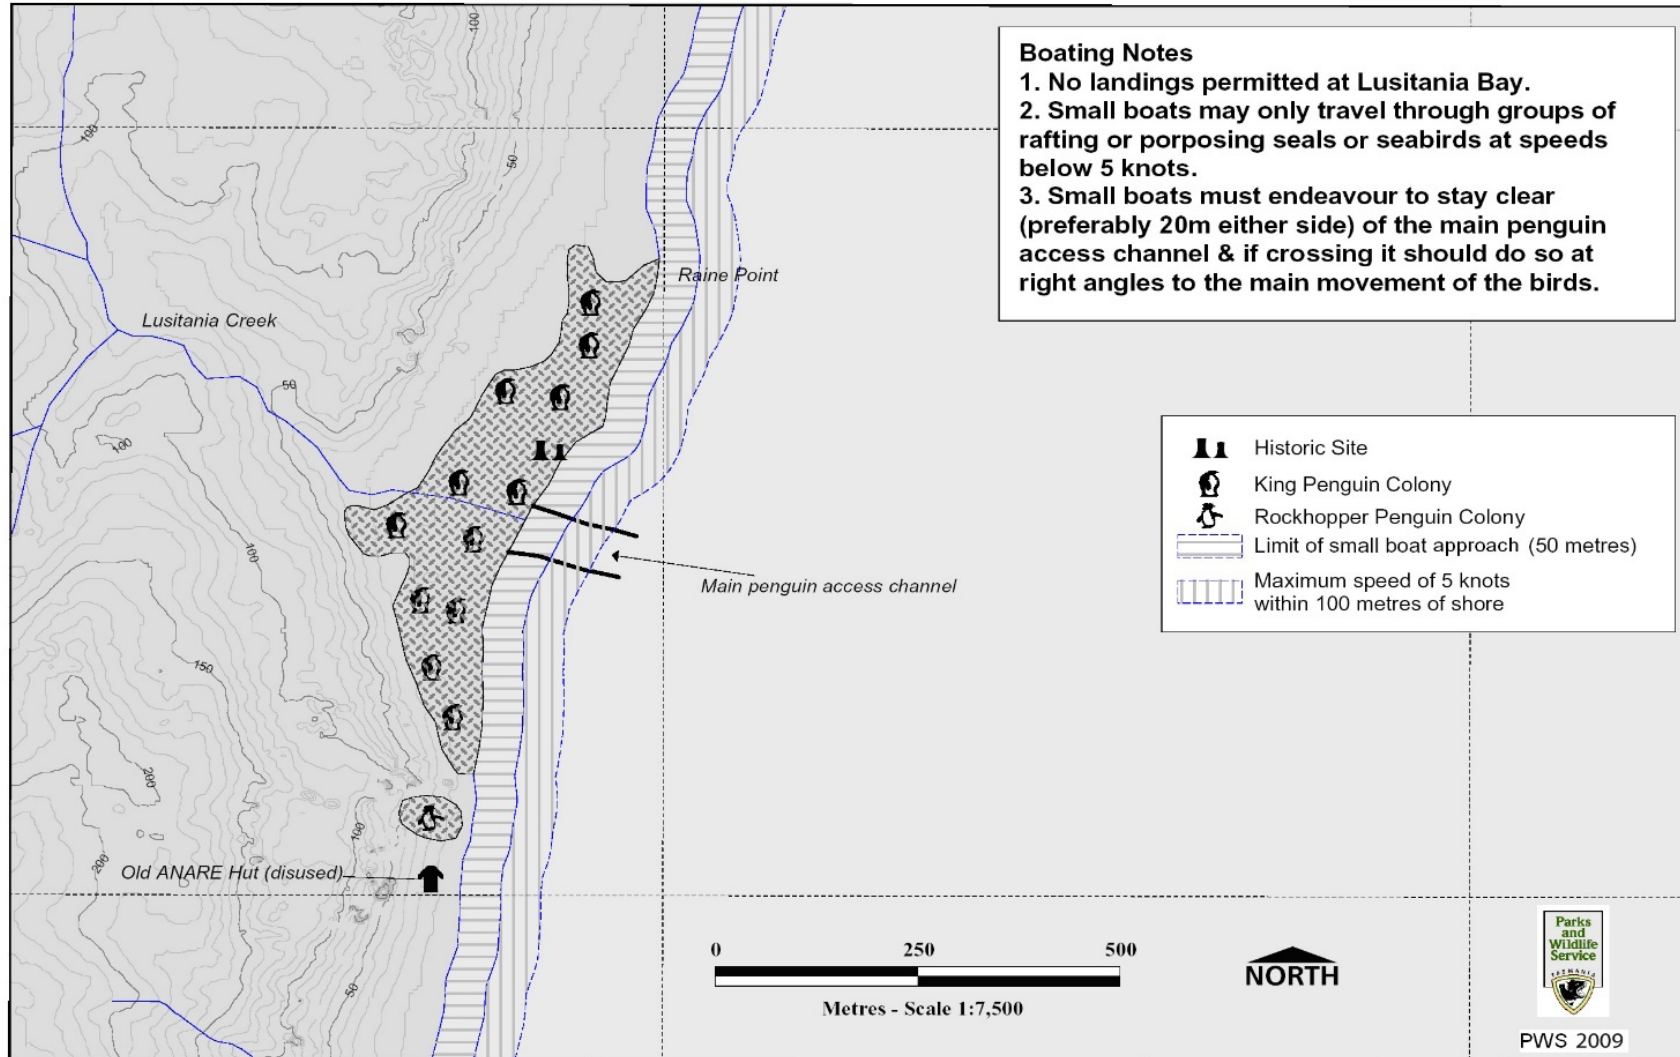 Boating Notes
1. No landings permitted at Lusitania Bay.
2. Small boats may only travel through groups of
rafting or porposing seals or seabirds at speeds
below 5 knots.
3. Small boats must endeavour to stay clear
(preferably 20m either side) of the main penguin
access channel & if crossing it should do so at
right angles to the main movement of the birds.
100
100
50
Raine Point
Lusitania Creek
50
100
Historic Site
King Penguin Colony
Rockhopper Penguin Colony
Limit of small boat approach (50 metres)
Maximum speed of 5 knots
within 100 metres of shore
100
Main penguin access channel
150
200
100
200
Old ANARE Hut (disused)
50
0 250 500
Metres - Scale 1:7,500
NORTH
Parks
and
Wildlife
Service
TASMANIA
PWS 2009